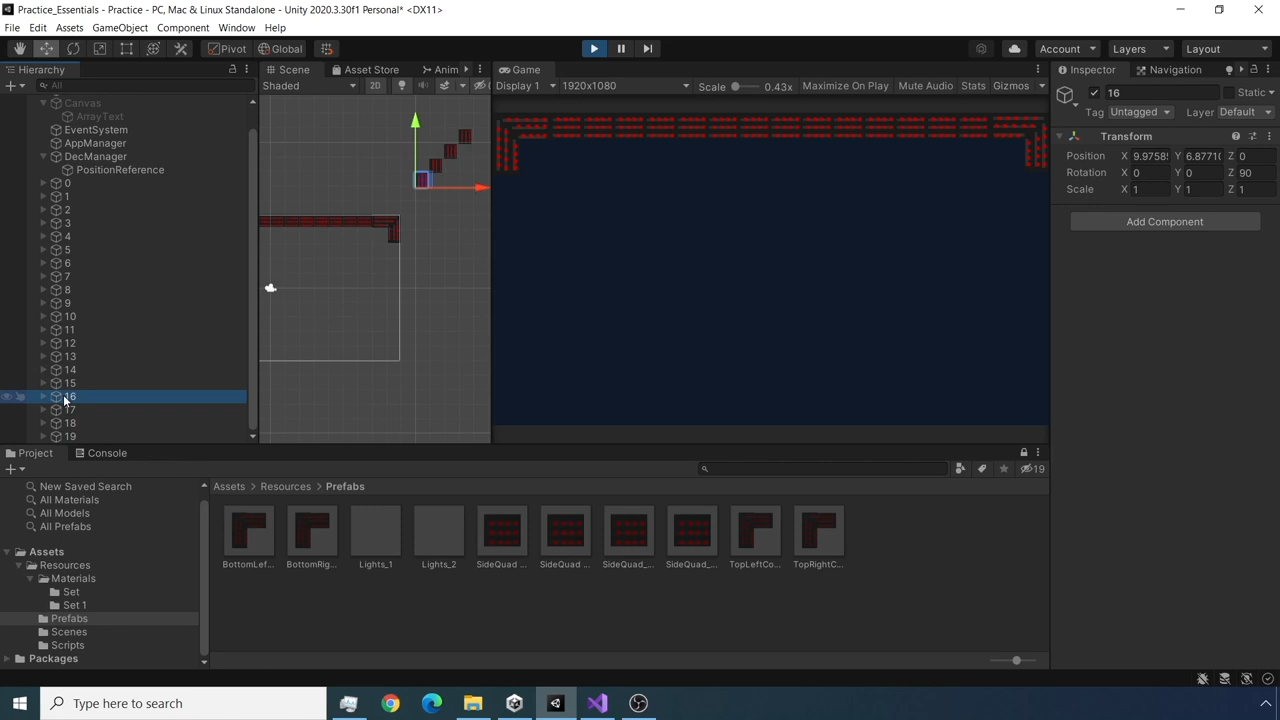 Practice_Essentials - Practice - PC, Mac & Linux Standalone - Unity 2020.3.30f1 Personal* <DX11>
File Edit Assets GameObject Component Window Help
Pivot Global Account Layers Layout
Hierarchy Scene Asset Store Anim Game Inspector Navigation
All Shaded 2D Display 1 1920x1080 Scale 0.43x Maximize On Play Mute Audio Stats Gizmos 16 Static
Canvas
ArrayText
Tag Untagged Layer Default
EventSystem
Transform
AppManager
DecManager
Position X 9.9758 Y 6.8771 Z 0
PositionReference
Rotation X 0 Y 0 Z 90
0
Scale X 1 Y 1 Z 1
1
2
3
Add Component
4
5
6
7
8
9
10
11
12
13
14
15
16
17
18
19
Project Console
19
New Saved Search Assets > Resources > Prefabs
All Materials
All Models
All Prefabs
Assets
Resources
Materials
Set
Set 1
Prefabs
Scenes
Scripts
Packages
BottomLef... BottomRig... Lights_1 Lights_2 SideQuad ... SideQuad ... SideQuad_... SideQuad_... TopLeftCo... TopRightC...
Type here to search